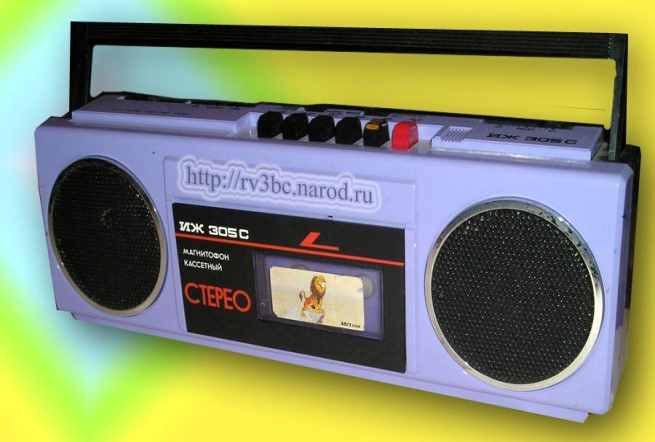 ИЖ 305С
http://rv3bc.narod.ru
ИЖ 305С
МАГНИТОФОН
КАССЕТНЫЙ
СТЕРЕО